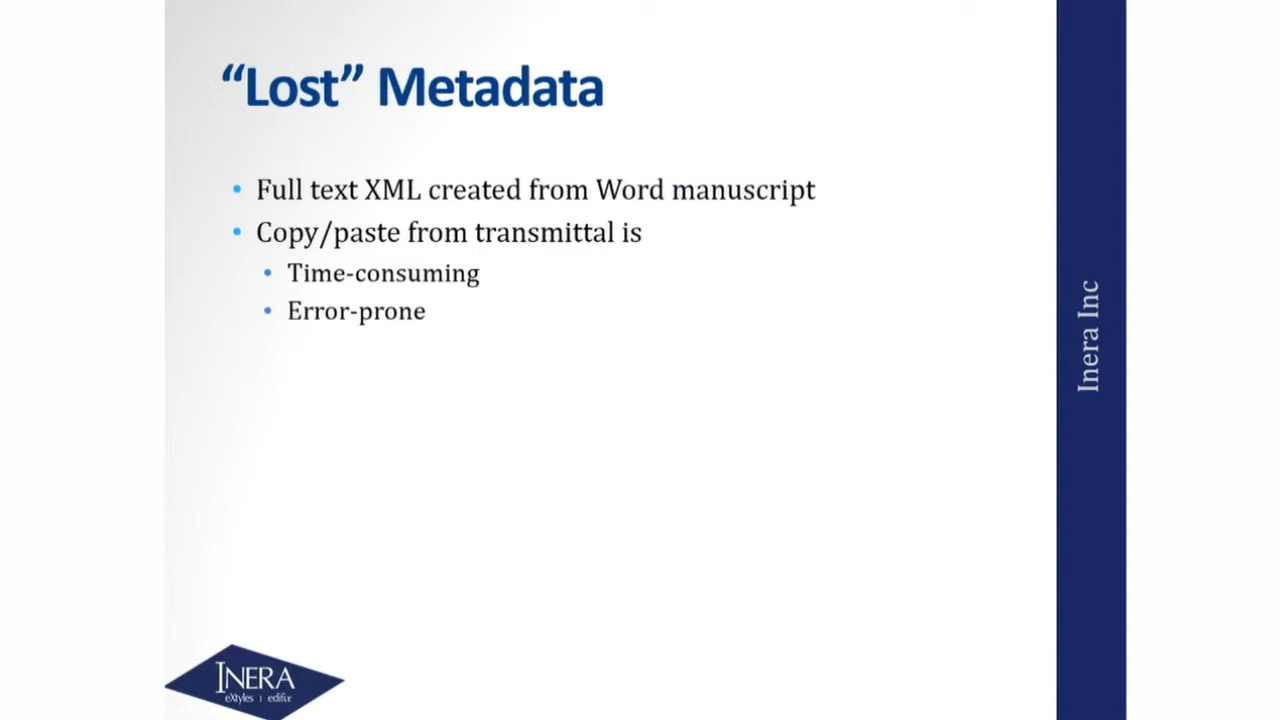 “Lost” Metadata
• Full text XML created from Word manuscript
• Copy/paste from transmittal is
• Time-consuming
• Error-prone
Inera Inc
INERA
eXtyles | edifix